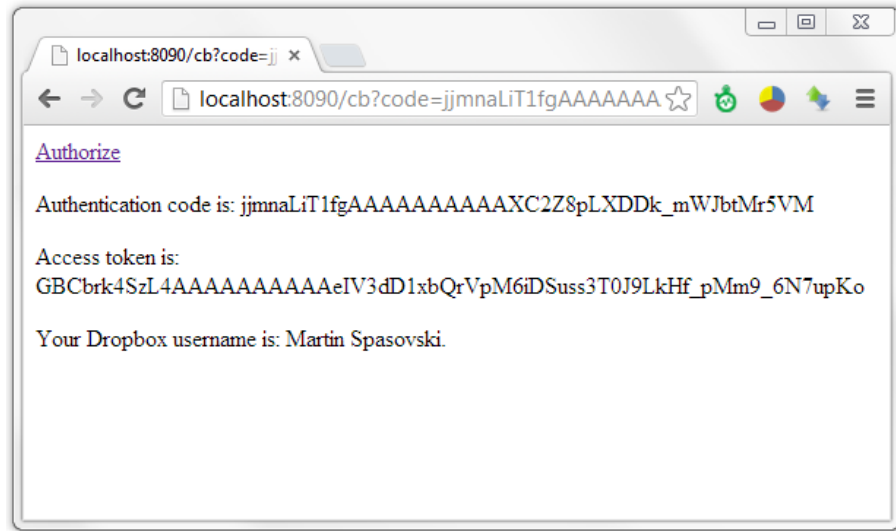 localhost:8090/cb?code=jj
localhost:8090/cb?code=jjmnaLiT1fgAAAAAAA
Authorize
Authentication code is: jjmnaLiT1fgAAAAAAAAAAXC2Z8pLXDDk_mWJbtMr5VM
Access token is:
GBCbrk4SzL4AAAAAAAAAAeIV3dD1xbQrVpM6iDSuss3T0J9LkHf_pMm9_6N7upKo
Your Dropbox username is: Martin Spasovski.